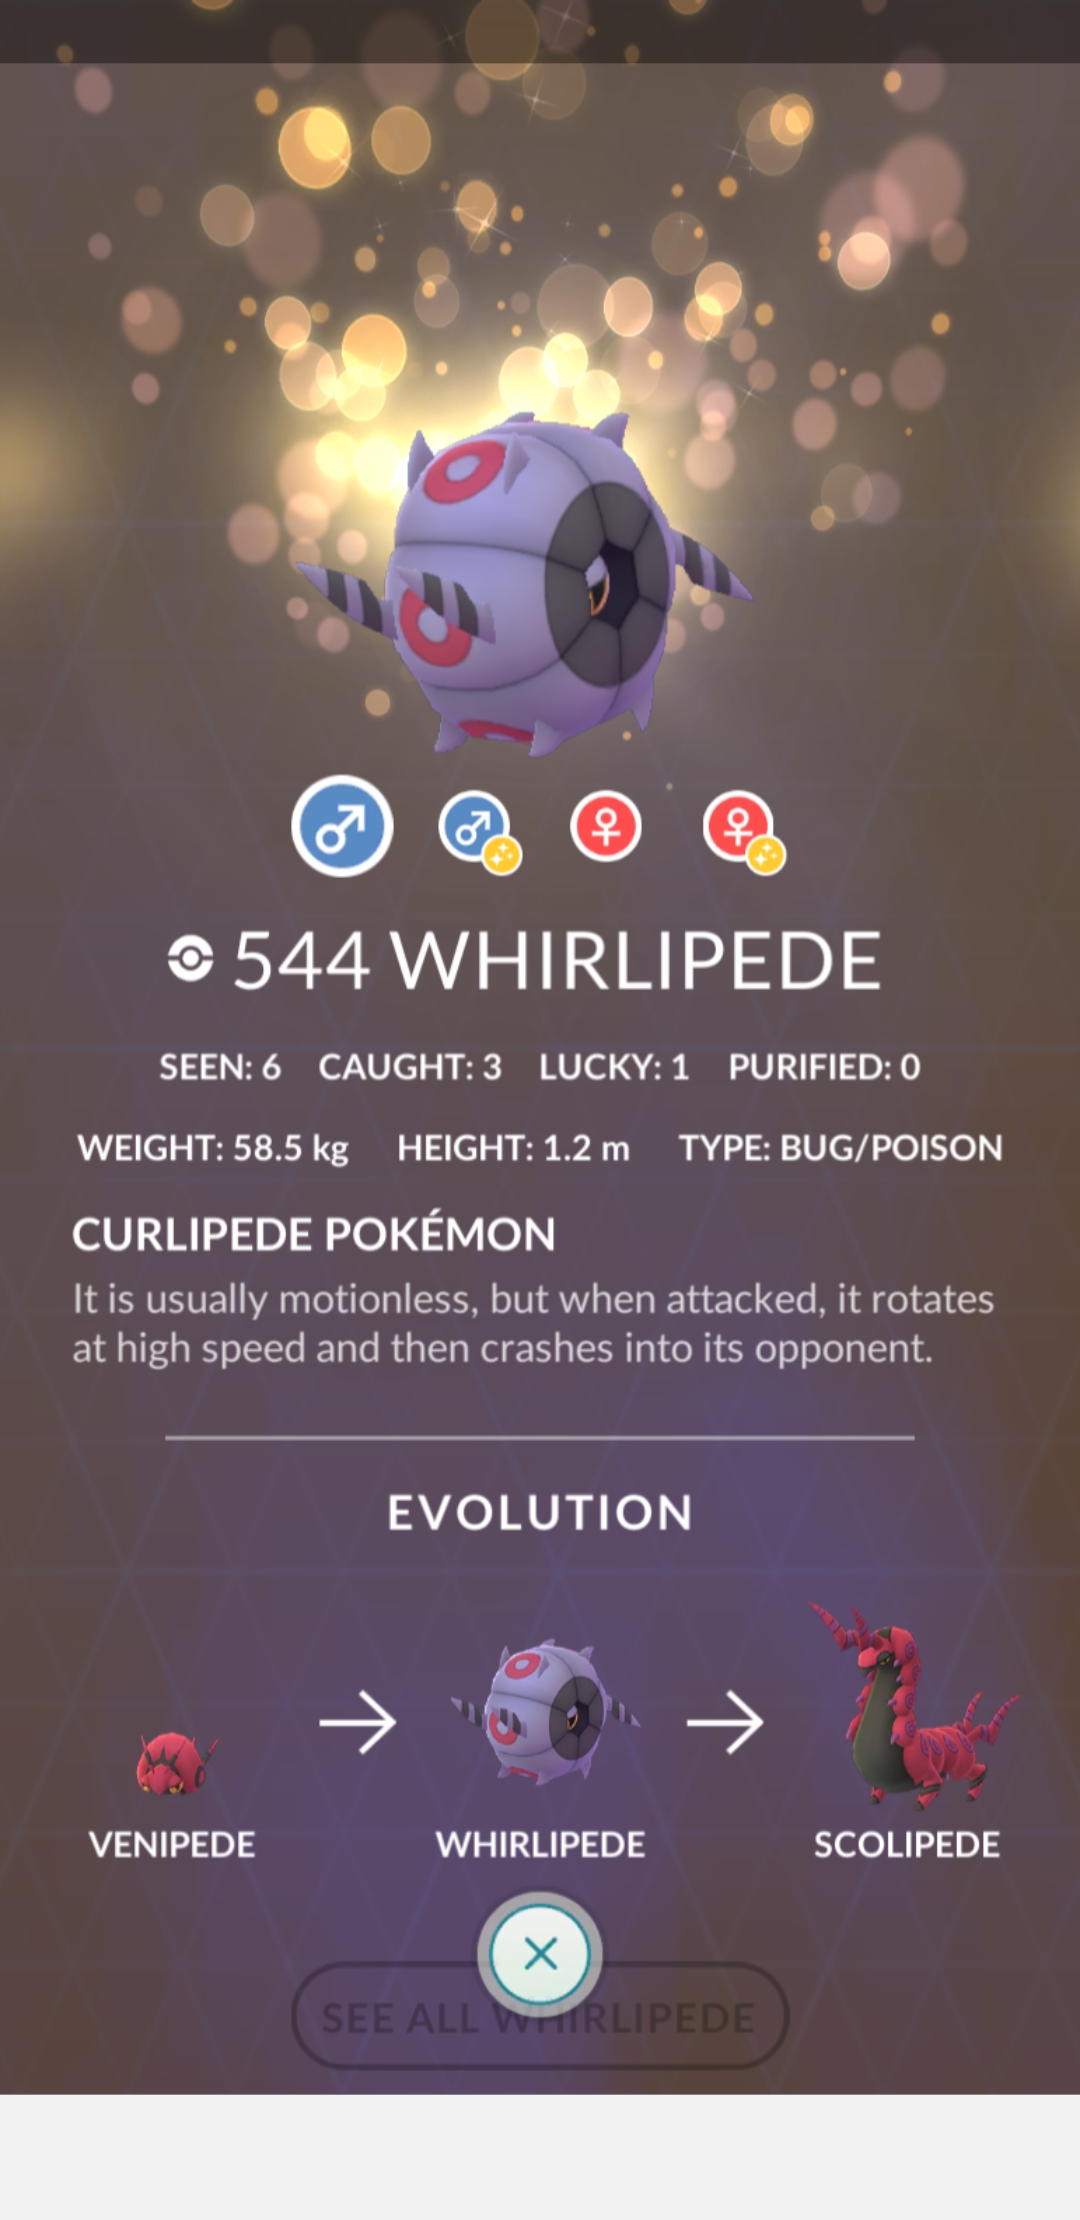 544 WHIRLIPEDE
SEEN: 6 CAUGHT: 3 LUCKY: 1 PURIFIED: 0
WEIGHT: 58.5 kg HEIGHT: 1.2 m TYPE: BUG/POISON
CURLIPEDE POKÉMON
It is usually motionless, but when attacked, it rotates
at high speed and then crashes into its opponent.
EVOLUTION
VENIPEDE WHIRLIPEDE SCOLIPEDE
SEE ALL WHIRLIPEDE